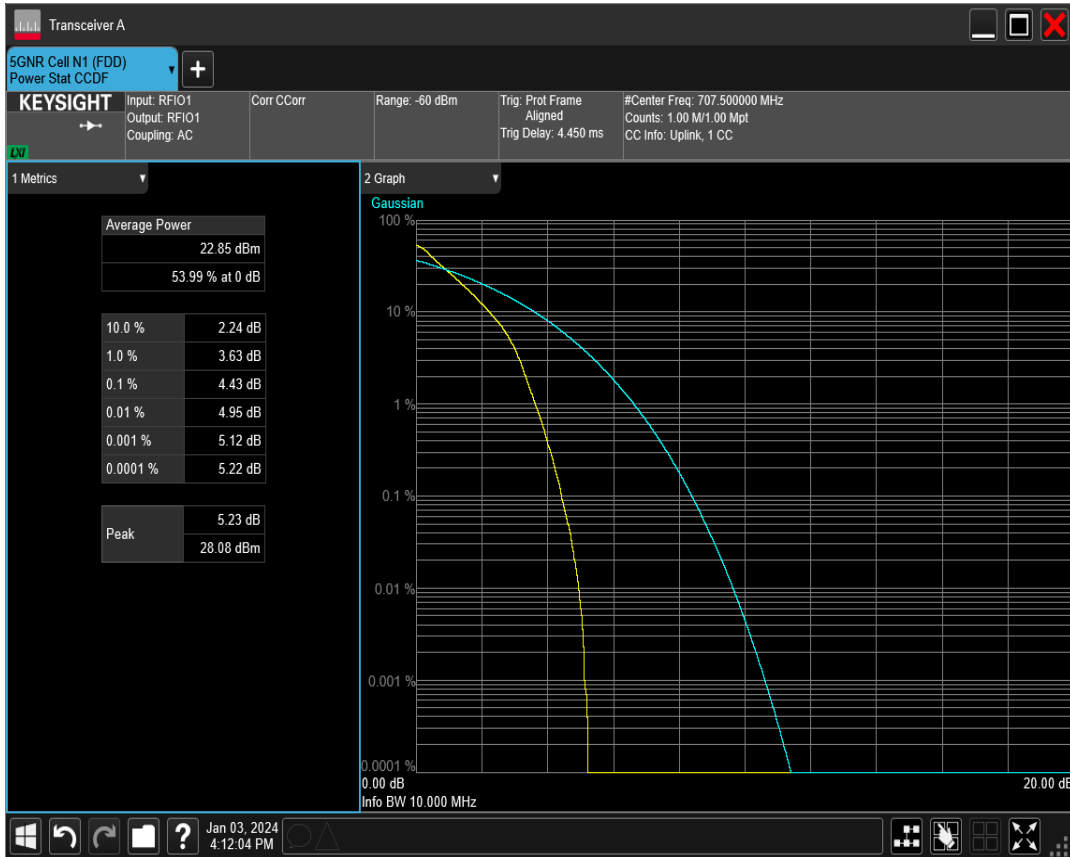 Transceiver A
5GNR Cell N1 (FDD)
Power Stat CCDF
+
KEYSIGHT
LXI
Input: RFIO1
Output: RFIO1
Coupling: AC
Corr CCorr
Range: -60 dBm
Trig: Prot Frame
Aligned
Trig Delay: 4.450 ms
#Center Freq: 707.500000 MHz
Counts: 1.00 M/1.00 Mpt
CC Info: Uplink, 1 CC
1 Metrics
Average Power
22.85 dBm
53.99 % at 0 dB
10.0 % 2.24 dB
1.0 % 3.63 dB
0.1 % 4.43 dB
0.01 % 4.95 dB
0.001 % 5.12 dB
0.0001 % 5.22 dB
Peak
5.23 dB
28.08 dBm
2 Graph
Gaussian
100 %
10 %
1 %
0.1 %
0.01 %
0.001 %
0.0001 %
0.00 dB 20.00 dB
Info BW 10.000 MHz
?
Jan 03, 2024
4:12:04 PM